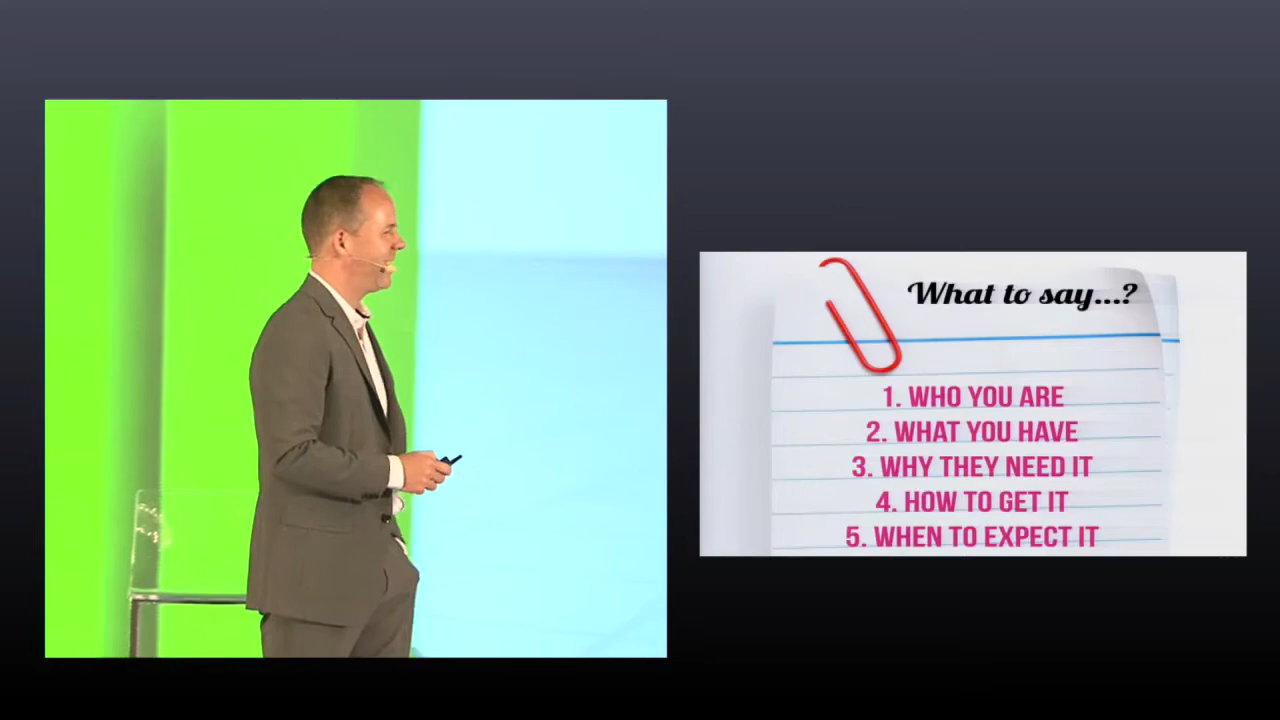 What to say...?
1. WHO YOU ARE
2. WHAT YOU HAVE
3. WHY THEY NEED IT
4. HOW TO GET IT
5. WHEN TO EXPECT IT